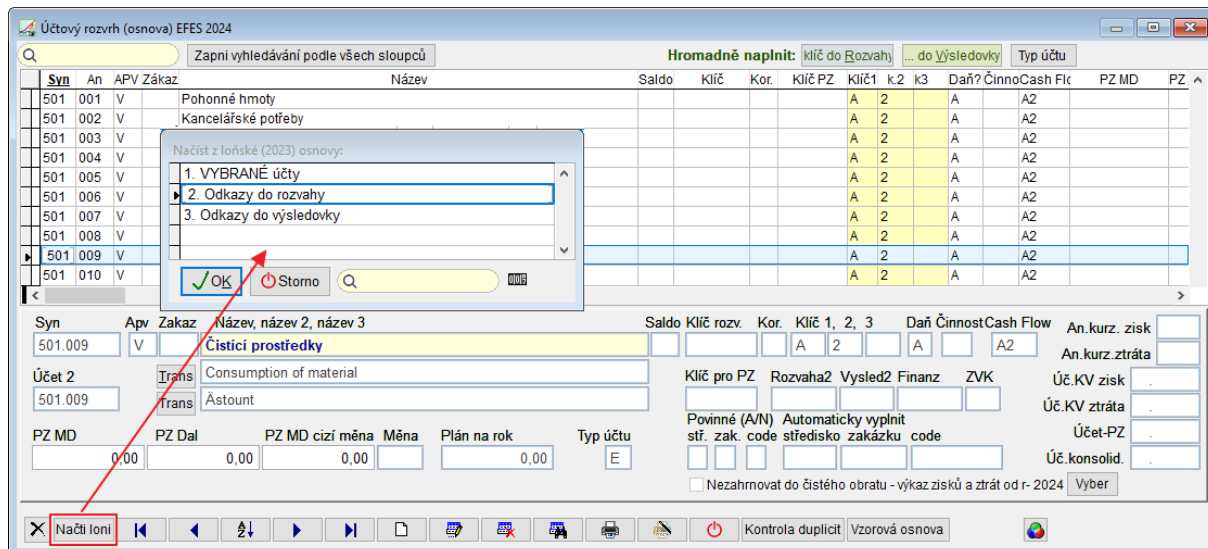 Účtový rozvrh (osnova) EFES 2024
Zapni vyhledávání podle všech sloupců Hromadně naplnit: klíč do Rozvahy ... do Výsledovky Typ účtu
Syn An APV Zákaz Název Saldo Klíč Kor. Klíč PZ Klíč1 k.2 k3 Daň? Činno Cash Flc PZ MD PZ
501 001 V Pohonné hmoty A 2 A A2
501 002 V Kancelářské potřeby A 2 A A2
501 003 V A 2 A A2
501 004 V A 2 A A2
501 005 V A 2 A A2
501 006 V A 2 A A2
501 007 V A 2 A A2
501 008 V A 2 A A2
501 009 V A 2 A A2
501 010 V A 2 A A2
Načíst z loňské (2023) osnovy:
1. VYBRANÉ účty
2. Odkazy do rozvahy
3. Odkazy do výsledovky
OK Storno
Syn Apv Zakaz Název, název 2, název 3 Saldo Klíč rozv. Kor. Klíč 1, 2, 3 Daň Činnost Cash Flow An.kurz. zisk
501.009 V Čistící prostředky A 2 A A2
An.kurz.ztráta
Účet 2 Trans Consumption of material Klíč pro PZ Rozvaha2 Vysled2 Finanz ZVK Úč.KV zisk .
501.009 Trans Ästount Úč.KV ztráta .
Povinné (A/N) Automaticky vyplnit
PZ MD PZ Dal PZ MD cizí měna Měna Plán na rok Typ účtu stř. zak. code středisko zakázku code Účet-PZ
0,00 0,00 0,00 0,00 E Úč.konsolid. .
Nezahrnovat do čistého obratu - výkaz zisků a ztrát od r- 2024 Vyber
Načti loni Kontrola duplicit Vzorová osnova